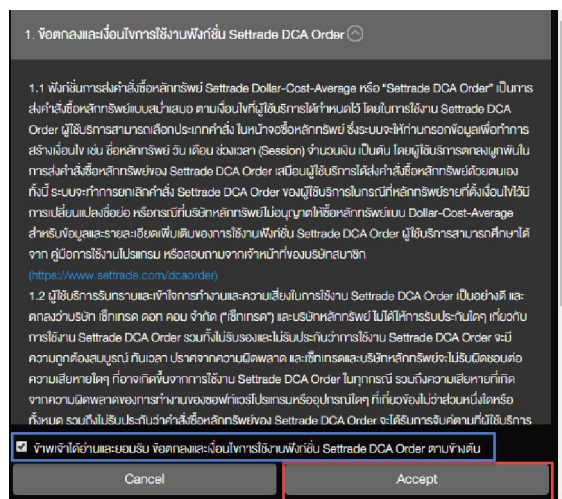 1. ข้อตกลงและเงื่อนไขการใช้งานฟังก์ชั่น Settrade DCA Order
1.1 ฟังก์ชั่นการส่งคำสั่งซื้อหลักทรัพย์ Settrade Dollar-Cost-Average หรือ “Settrade DCA Order” เป็นการ
ส่งคำสั่งซื้อหลักทรัพย์แบบสม่ำเสมอ ตามเงื่อนไขที่ผู้ใช้บริการได้กำหนดไว้ โดยในการใช้งาน Settrade DCA
Order ผู้ใช้บริการสามารถเลือกประเภทคำสั่ง ในหน้าจอซื้อหลักทรัพย์ ซึ่งระบบจะให้ท่านกรอกข้อมูลเพื่อทำการ
สร้างเงื่อนไข เช่น ชื่อหลักทรัพย์ วัน เดือน ช่วงเวลา (Session) จำนวนเงิน เป็นต้น โดยผู้ใช้บริการตกลงผูกพันใน
การส่งคำสั่งซื้อหลักทรัพย์ของ Settrade DCA Order เสมือนผู้ใช้บริการได้ส่งคำสั่งซื้อหลักทรัพย์ด้วยตนเอง
ทั้งนี้ ระบบจะทำการยกเลิกคำสั่ง Settrade DCA Order ของผู้ใช้บริการในกรณีที่หลักทรัพย์รายที่ตั้งเงื่อนไขไว้มี
การเปลี่ยนแปลงชื่อย่อ หรือกรณีที่บริษัทหลักทรัพย์ไม่อนุญาตให้ซื้อหลักทรัพย์แบบ Dollar-Cost-Average
สำหรับข้อมูลและรายละเอียดเพิ่มเติมของการใช้งานฟังก์ชั่น Settrade DCA Order ผู้ใช้บริการสามารถศึกษาได้
จาก คู่มือการใช้งานโปรแกรม หรือสอบถามจากเจ้าหน้าที่ของบริษัทสมาชิก
(https://www.settrade.com/dcaorder)
1.2 ผู้ใช้บริการรับทราบและเข้าใจการทำงานและความเสี่ยงในการใช้งาน Settrade DCA Order เป็นอย่างดี และ
ตกลงว่าบริษัท เซ็ทเทรด ดอท คอม จำกัด (“เซ็ทเทรด”) และบริษัทหลักทรัพย์ ไม่ได้ให้การรับประกันใดๆ เกี่ยวกับ
การใช้งาน Settrade DCA Order รวมทั้งไม่รับรองและไม่รับประกันว่าการใช้งาน Settrade DCA Order จะมี
ความถูกต้องสมบูรณ์ ทันเวลา ปราศจากความผิดพลาด และเซ็ทเทรดและบริษัทหลักทรัพย์จะไม่รับผิดชอบต่อ
ความเสียหายใดๆ ที่อาจเกิดขึ้นจากการใช้งาน Settrade DCA Order ในทุกกรณี รวมถึงความเสียหายที่เกิด
จากความผิดพลาดของการทำงานของซอฟท์แวร์โปรแกรมหรืออุปกรณ์ใดๆ ที่เกี่ยวข้องไม่ว่าส่วนหนึ่งใดหรือ
ทั้งหมด รวมถึงไม่รับประกันว่าคำสั่งซื้อหลักทรัพย์ของ Settrade DCA Order จะได้รับการจับคู่ตามที่ผู้ใช้บริการ
ข้าพเจ้าได้อ่านและยอมรับ ข้อตกลงและเงื่อนไขการใช้งานฟังก์ชั่น Settrade DCA Order ตามข้างต้น
Cancel
Accept